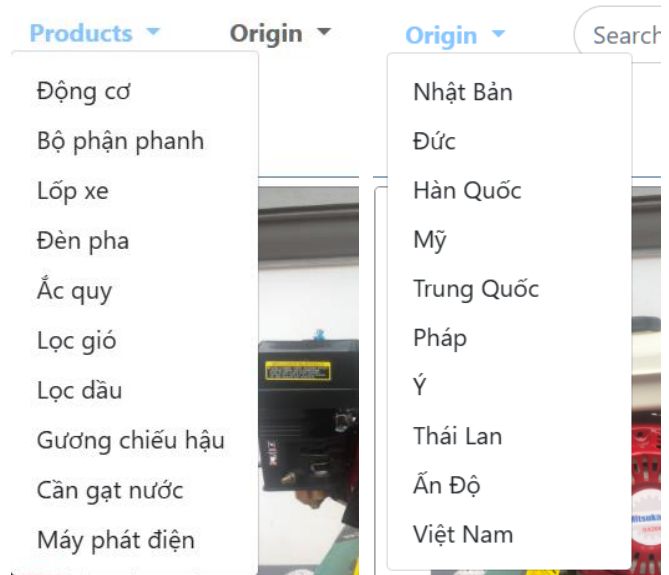 Products
Origin
Động cơ
Bộ phận phanh
Lốp xe
Đèn pha
Ắc quy
Lọc gió
Lọc dầu
Gương chiếu hậu
Cần gạt nước
Máy phát điện
Origin
Search
Nhật Bản
Đức
Hàn Quốc
Mỹ
Trung Quốc
Pháp
Ý
Thái Lan
Ấn Độ
Việt Nam